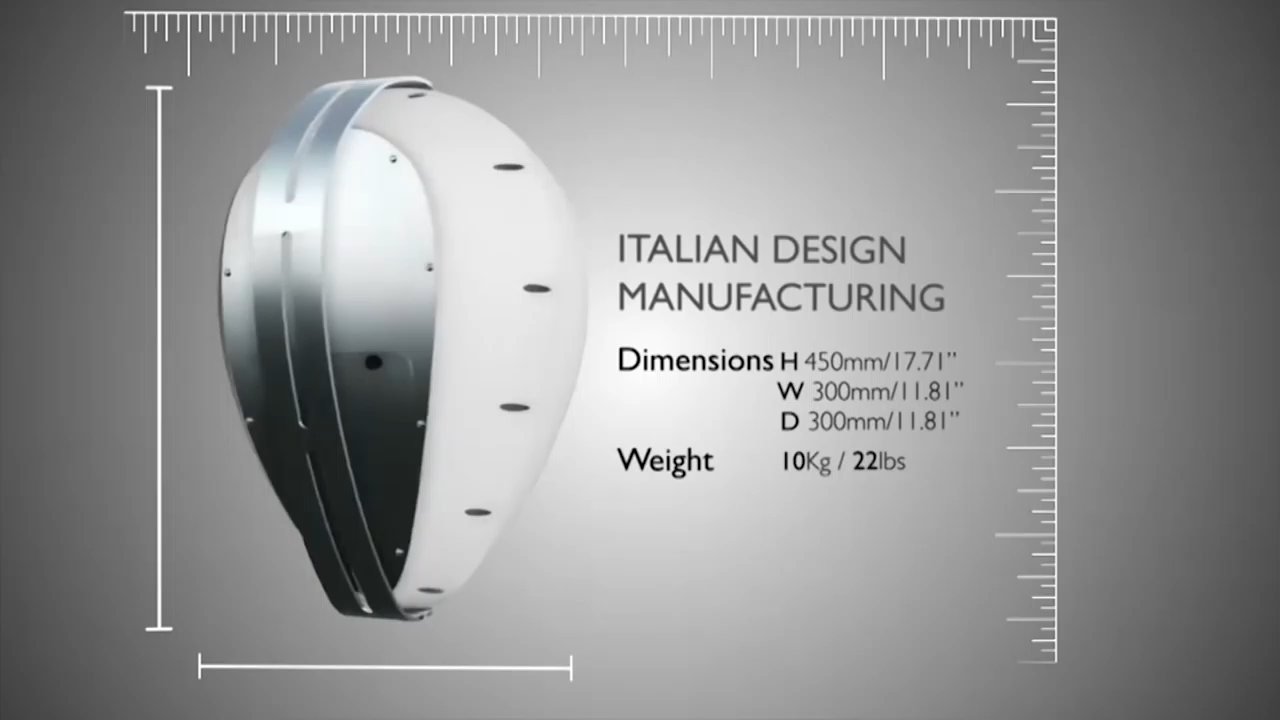 ITALIAN DESIGN
MANUFACTURING
Dimensions H 450mm/17.71”
W 300mm/11.81”
D 300mm/11.81”
Weight 10Kg / 22lbs